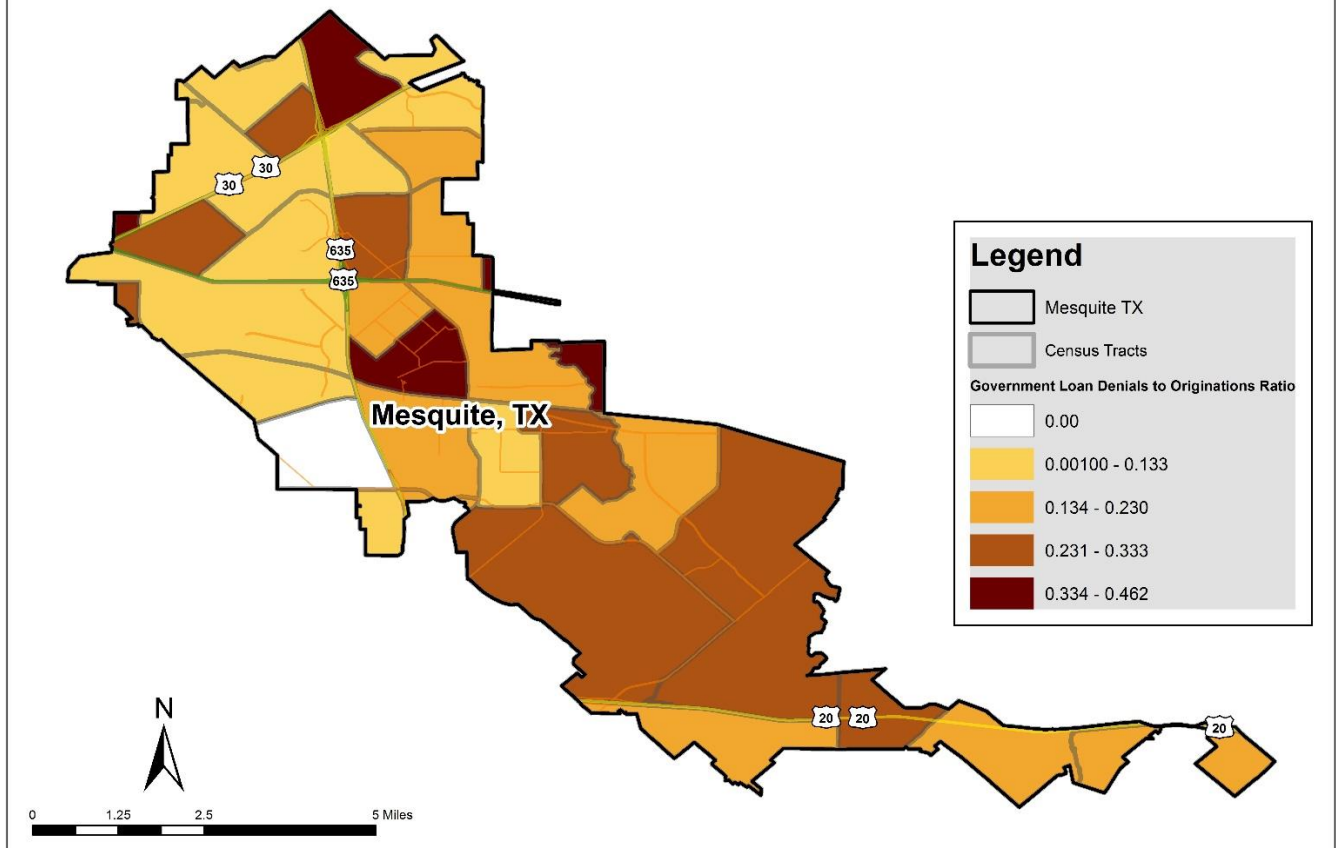 30
30
635
635
Mesquite, TX
20
20
20
Legend
Mesquite TX
Census Tracts
Government Loan Denials to Originations Ratio
0.00
0.00100 - 0.133
0.134 - 0.230
0.231 - 0.333
0.334 - 0.462
N
0 1.25 2.5 5 Miles